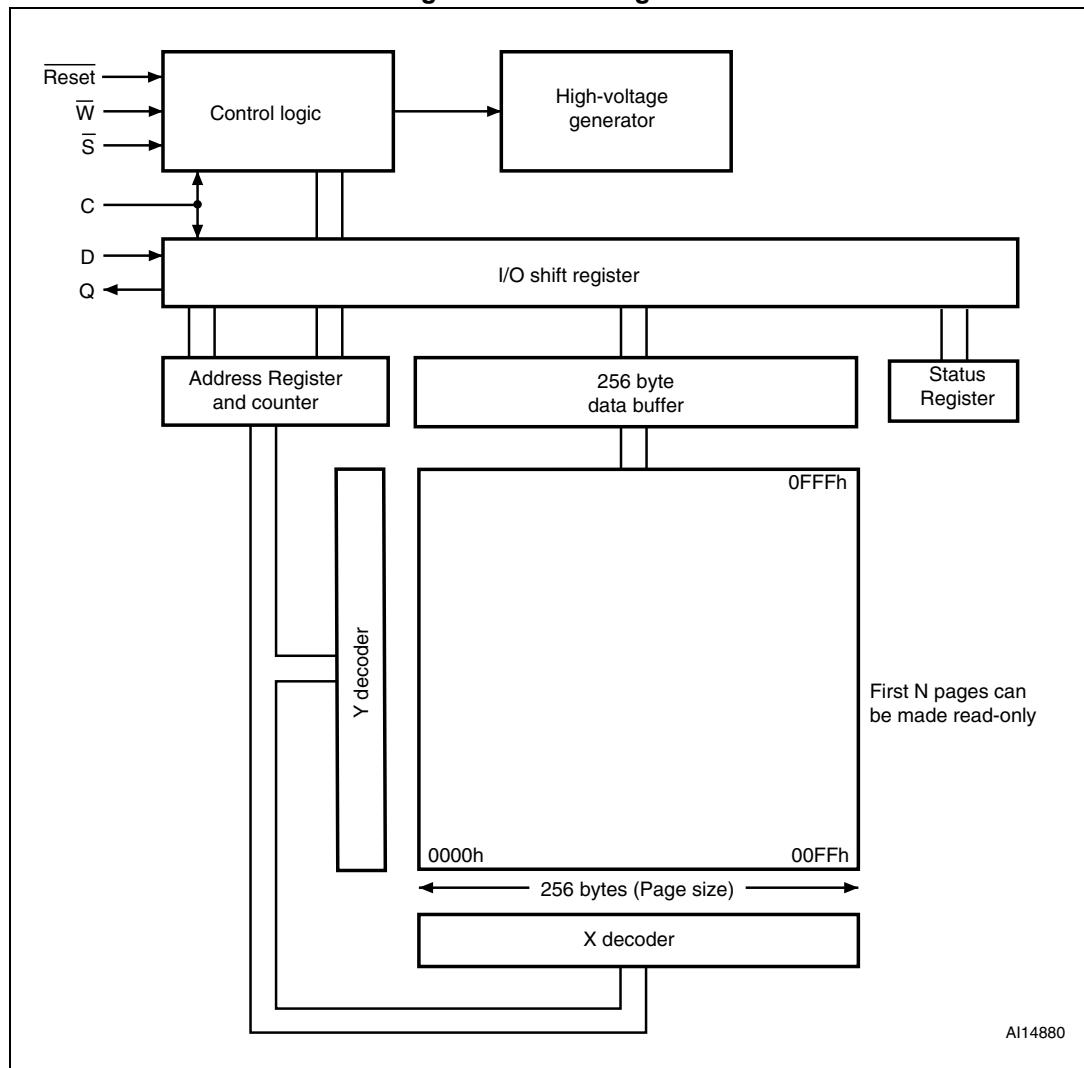 Reset
W
S
C
D
Q
Control logic
High-voltage
generator
I/O shift register
Address Register
and counter
256 byte
data buffer
Status
Register
0FFFh
Y decoder
First N pages can
be made read-only
0000h
00FFh
256 bytes (Page size)
X decoder
AI14880